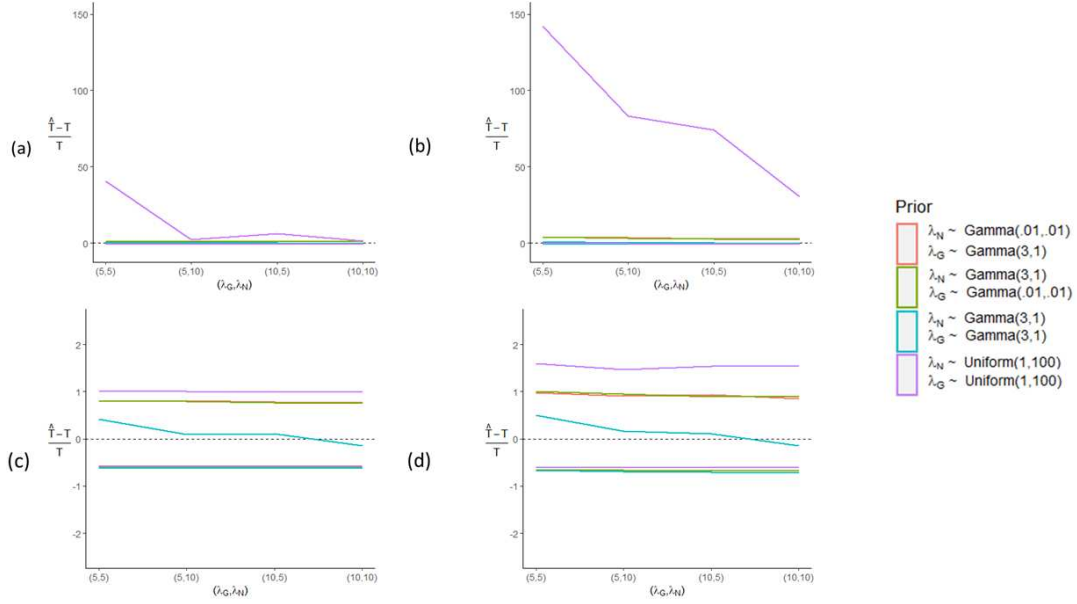 (a)
150
100
50
0
T̂−T
T
(5,5)
(5,10)
(10,5)
(10,10)
(λG,λN)
(b)
150
100
50
0
T̂−T
T
(5,5)
(5,10)
(10,5)
(10,10)
(λG,λN)
(c)
2
1
0
-1
-2
T̂−T
T
(5,5)
(5,10)
(10,5)
(10,10)
(λG,λN)
(d)
2
1
0
-1
-2
T̂−T
T
(5,5)
(5,10)
(10,5)
(10,10)
(λG,λN)
Prior
λN ~ Gamma(.01,.01)
λG ~ Gamma(3,1)
λN ~ Gamma(3,1)
λG ~ Gamma(.01,.01)
λN ~ Gamma(3,1)
λG ~ Gamma(3,1)
λN ~ Uniform(1,100)
λG ~ Uniform(1,100)